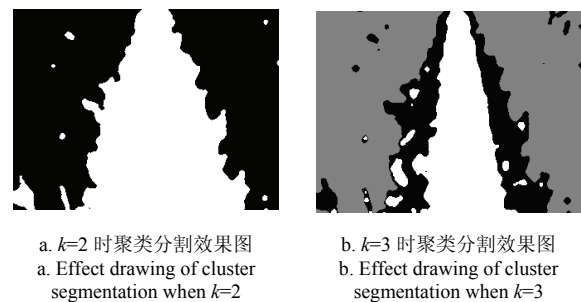 a. k=2 时聚类分割效果图
a. Effect drawing of cluster
segmentation when k=2
b. k=3 时聚类分割效果图
b. Effect drawing of cluster
segmentation when k=3